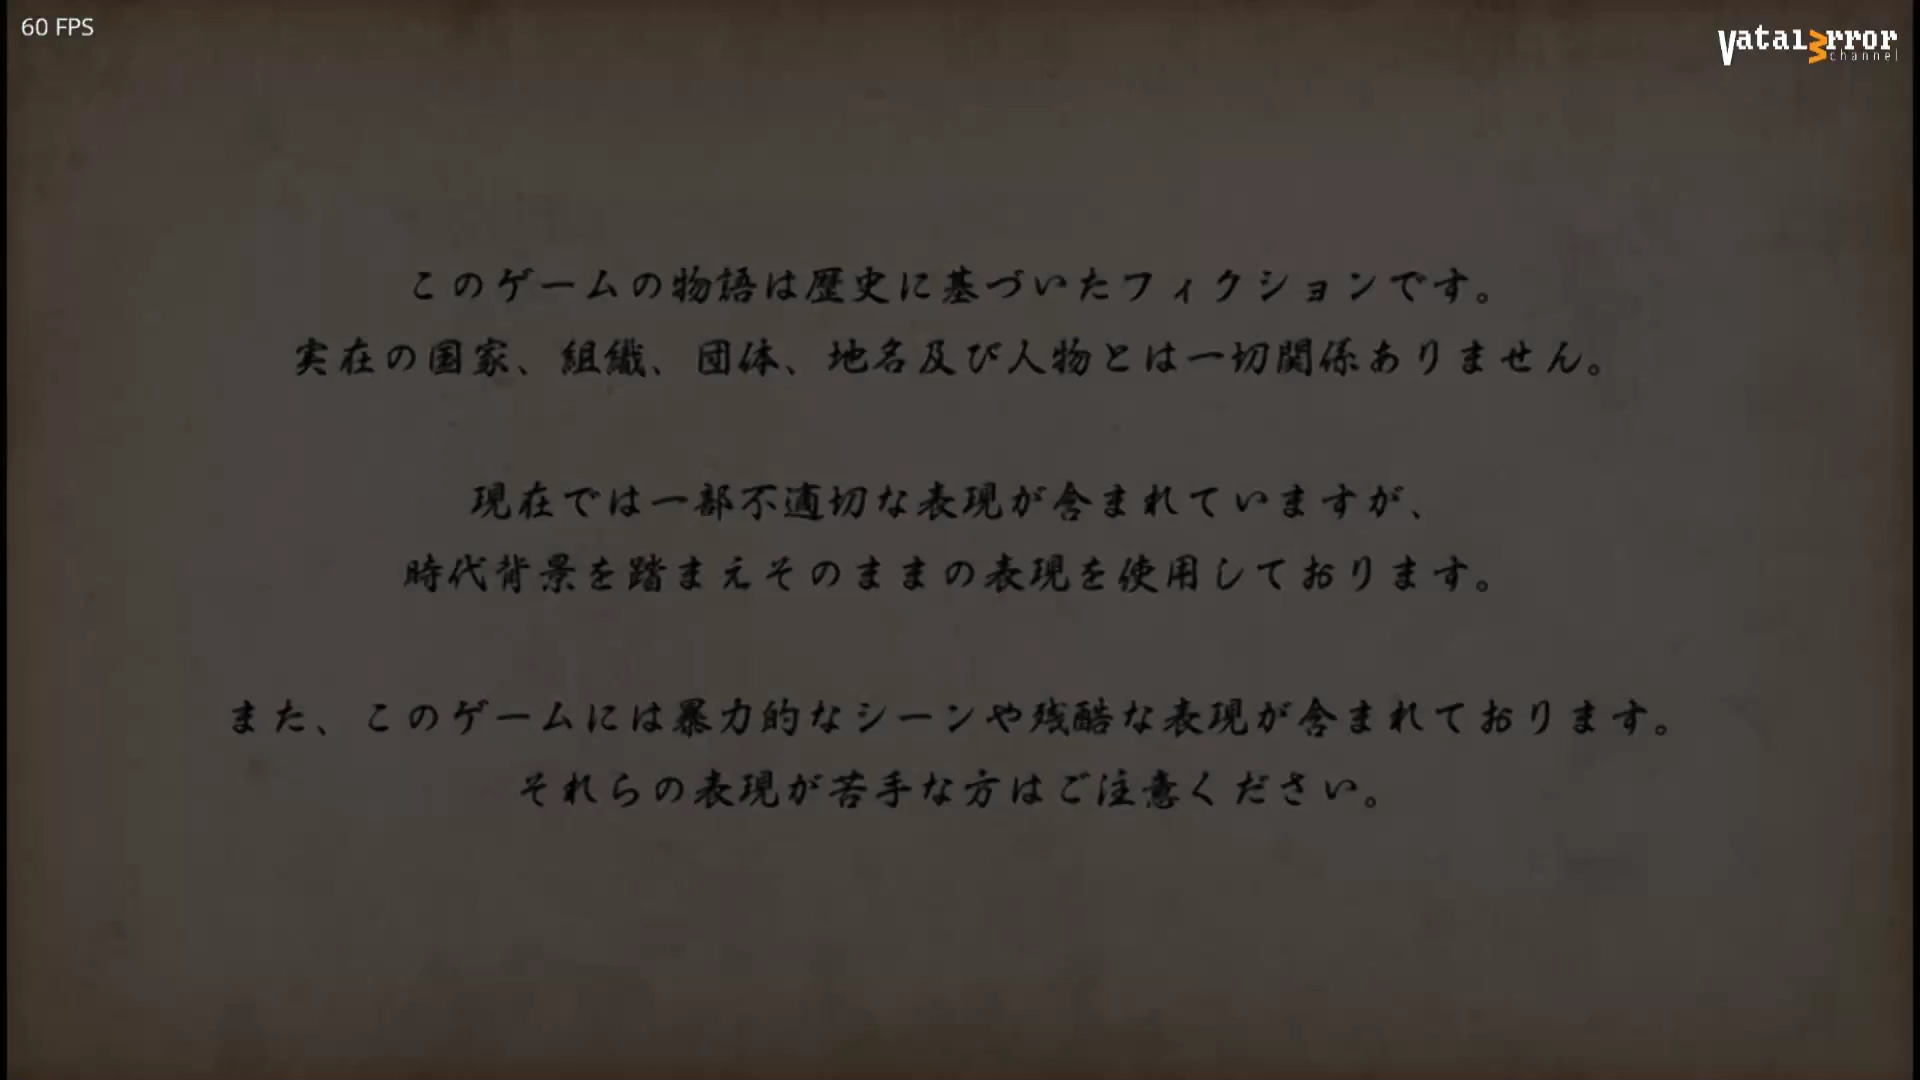 60 FPS
Vatalerror
channel
このゲームの物語は歴史に基づいたフィクションです。
実在の国家、組織、団体、地名及び人物とは一切関係ありません。
現在では一部不適切な表現が含まれていますが、
時代背景を踏まえそのままの表現を使用しております。
また、このゲームには暴力的なシーンや残酷な表現が含まれております。
それらの表現が苦手な方はご注意ください。